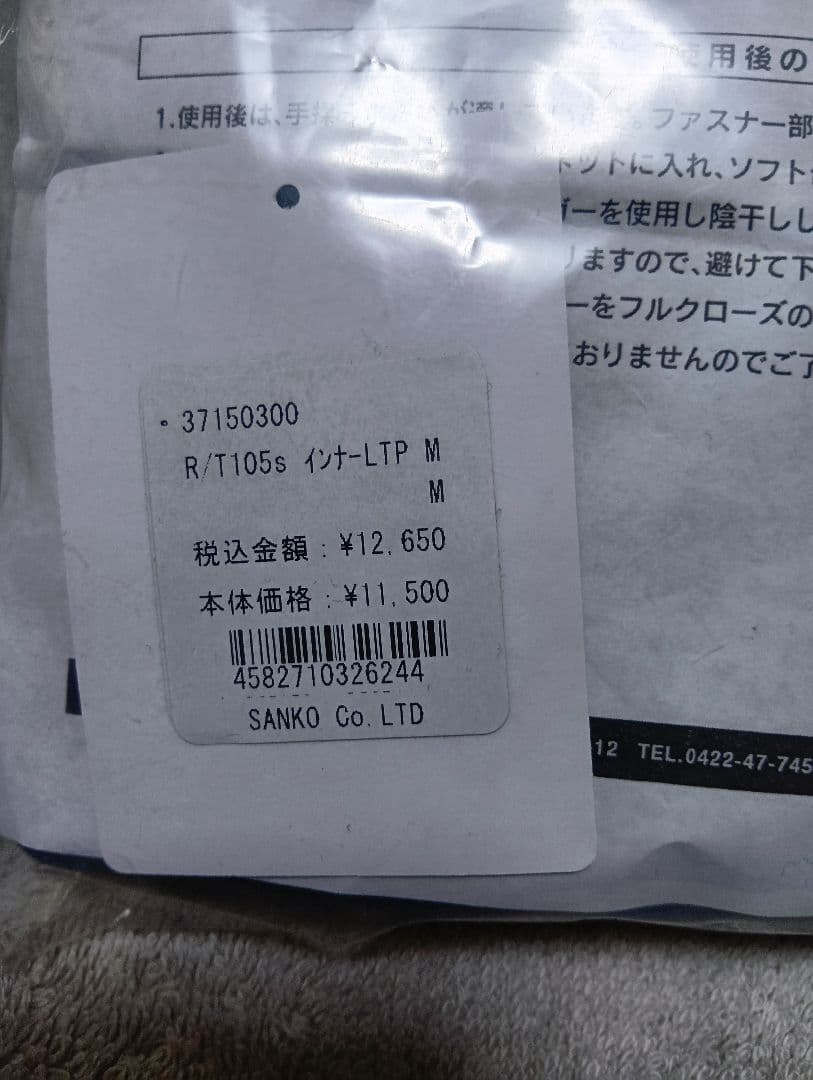 使用後の
1.使用後は、手
ファスナー部
ットに入れ、ソフト
ガーを使用し陰干しし
りますので、避けて下
ーをフルクローズの
おりませんのでご了
37150300
R/T105s インナーLTP M
M
税込金額:¥12,650
本体価格:¥11,500
4582710326244
SANKO Co.LTD
12 TEL.0422-47-745